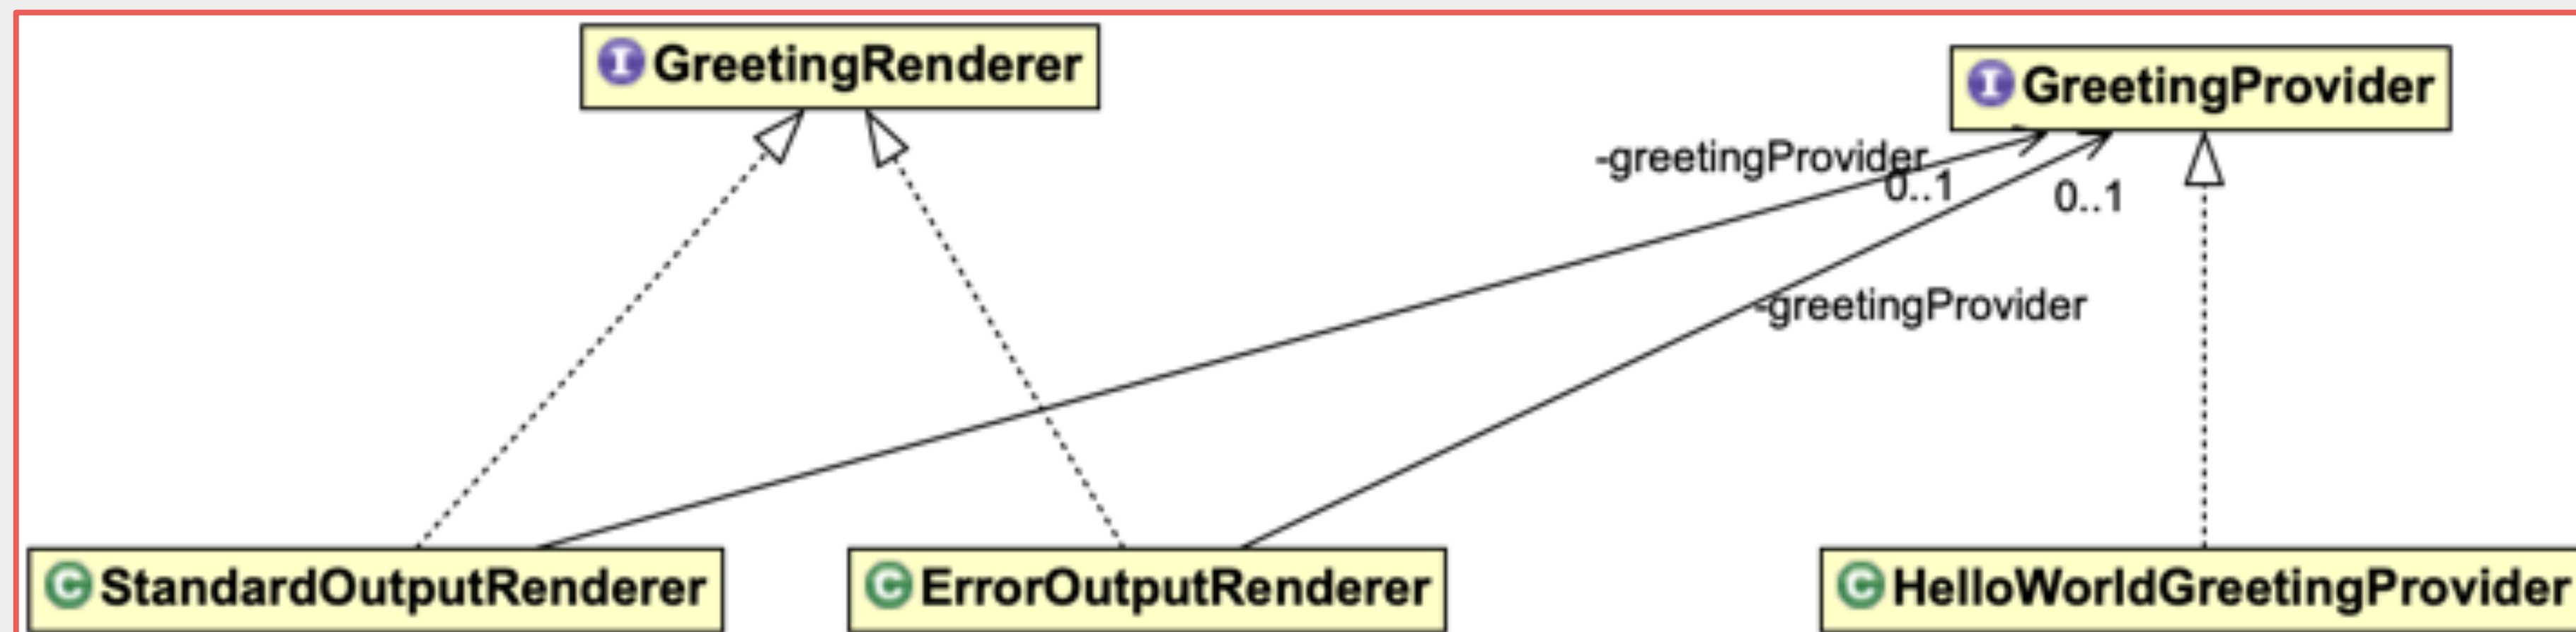 I GreetingRenderer
I GreetingProvider
-greetingProvider
0..1
0..1
-greetingProvider
C StandardOutputRenderer
C ErrorOutputRenderer
C HelloWorldGreetingProvider